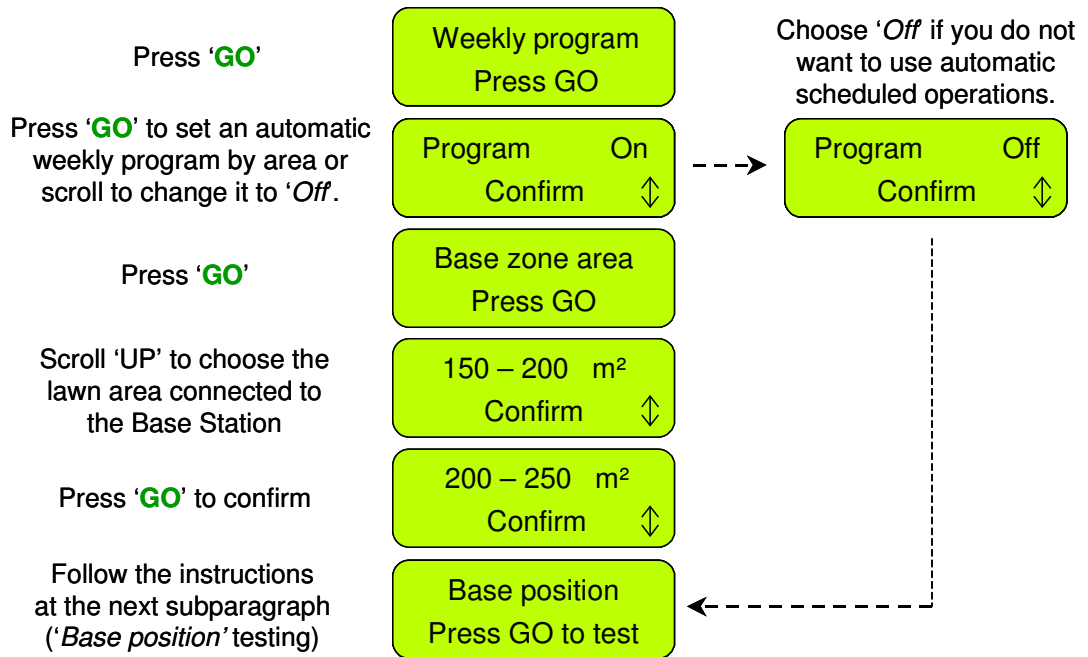 Press ‘GO’
Weekly program
Press GO
Choose ‘Off’ if you do not
want to use automatic
scheduled operations.
Press ‘GO’ to set an automatic
weekly program by area or
scroll to change it to ‘Off’.
Program On
Confirm ↕
Program Off
Confirm ↕
Press ‘GO’
Base zone area
Press GO
Scroll ‘UP’ to choose the
lawn area connected to
the Base Station
150 – 200 m²
Confirm ↕
Press ‘GO’ to confirm
200 – 250 m²
Confirm ↕
Follow the instructions
at the next subparagraph
(‘Base position’ testing)
Base position
Press GO to test